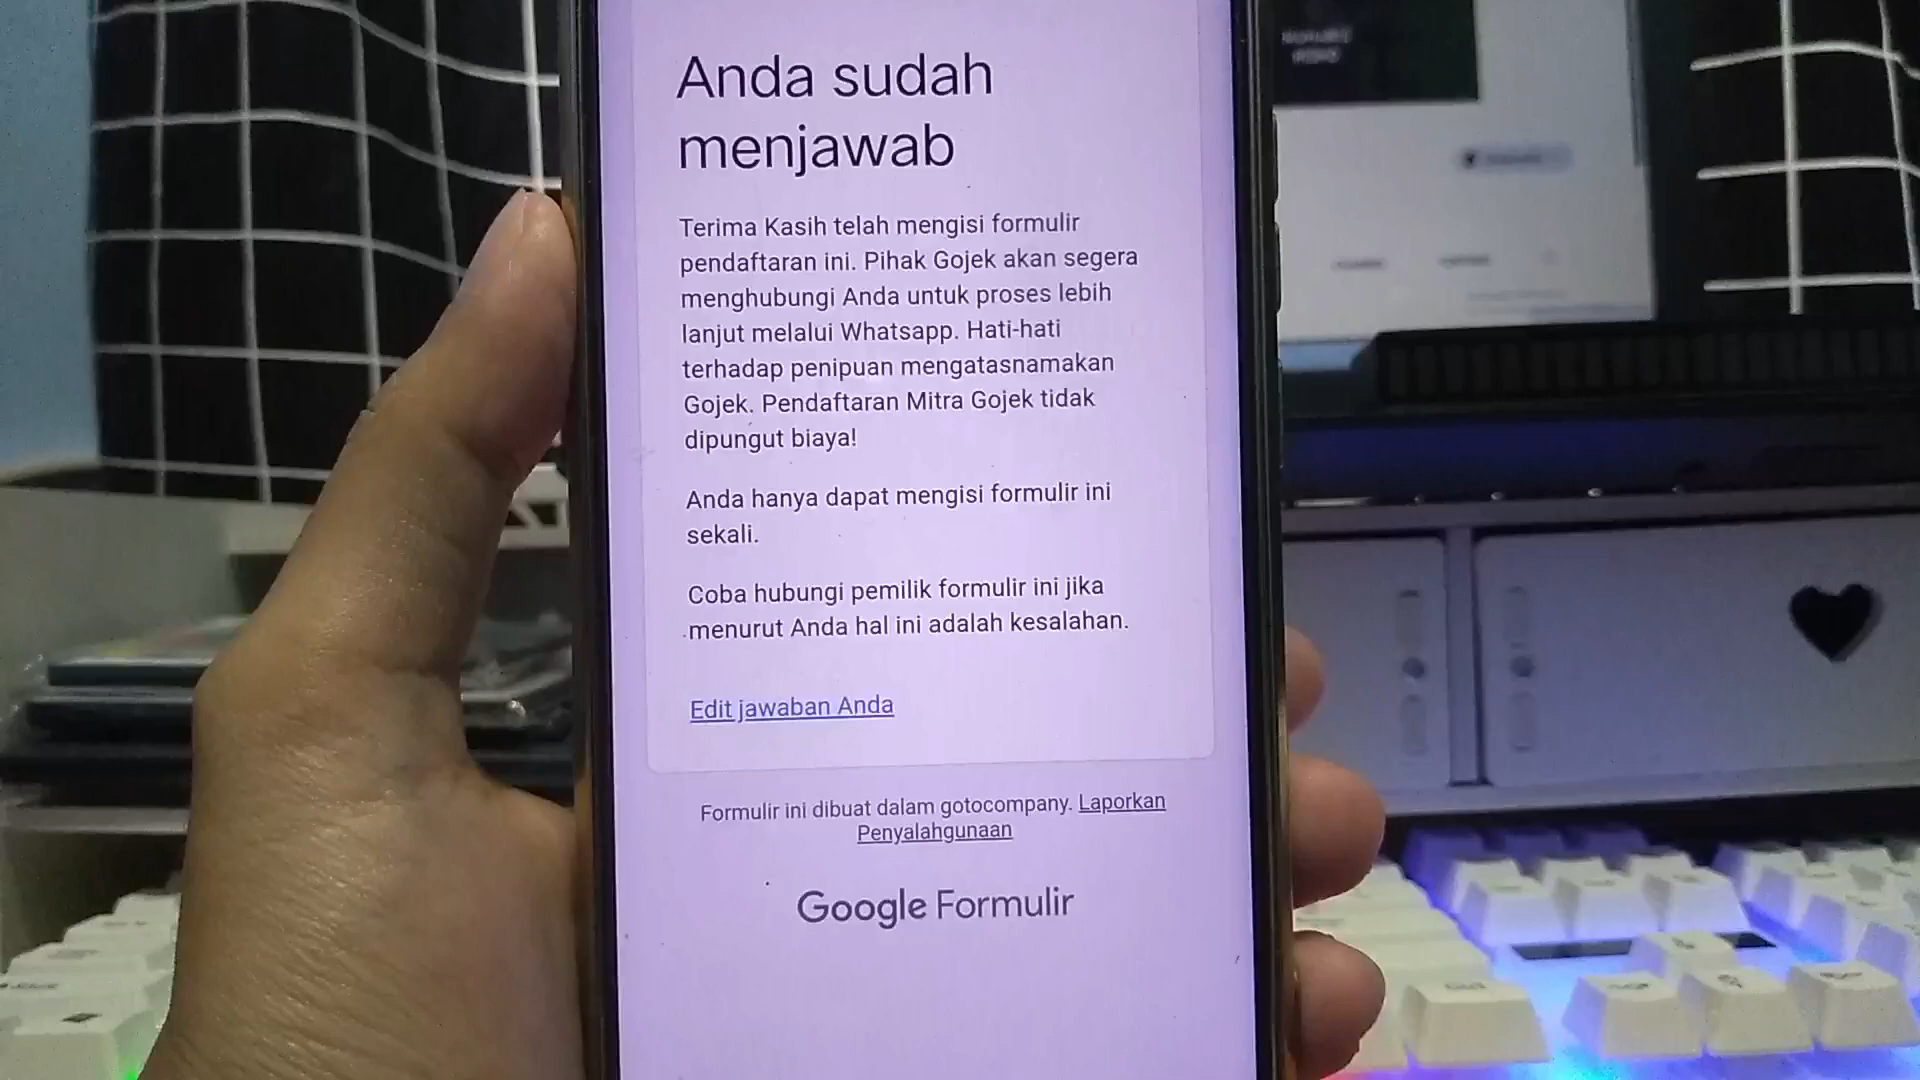 Anda sudah
menjawab
Terima Kasih telah mengisi formulir
pendaftaran ini. Pihak Gojek akan segera
menghubungi Anda untuk proses lebih
lanjut melalui Whatsapp. Hati-hati
terhadap penipuan mengatasnamakan
Gojek. Pendaftaran Mitra Gojek tidak
dipungut biaya!
Anda hanya dapat mengisi formulir ini
sekali.
Coba hubungi pemilik formulir ini jika
menurut Anda hal ini adalah kesalahan.
Edit jawaban Anda
Formulir ini dibuat dalam gotocompany. Laporkan
Penyalahgunaan
Google Formulir